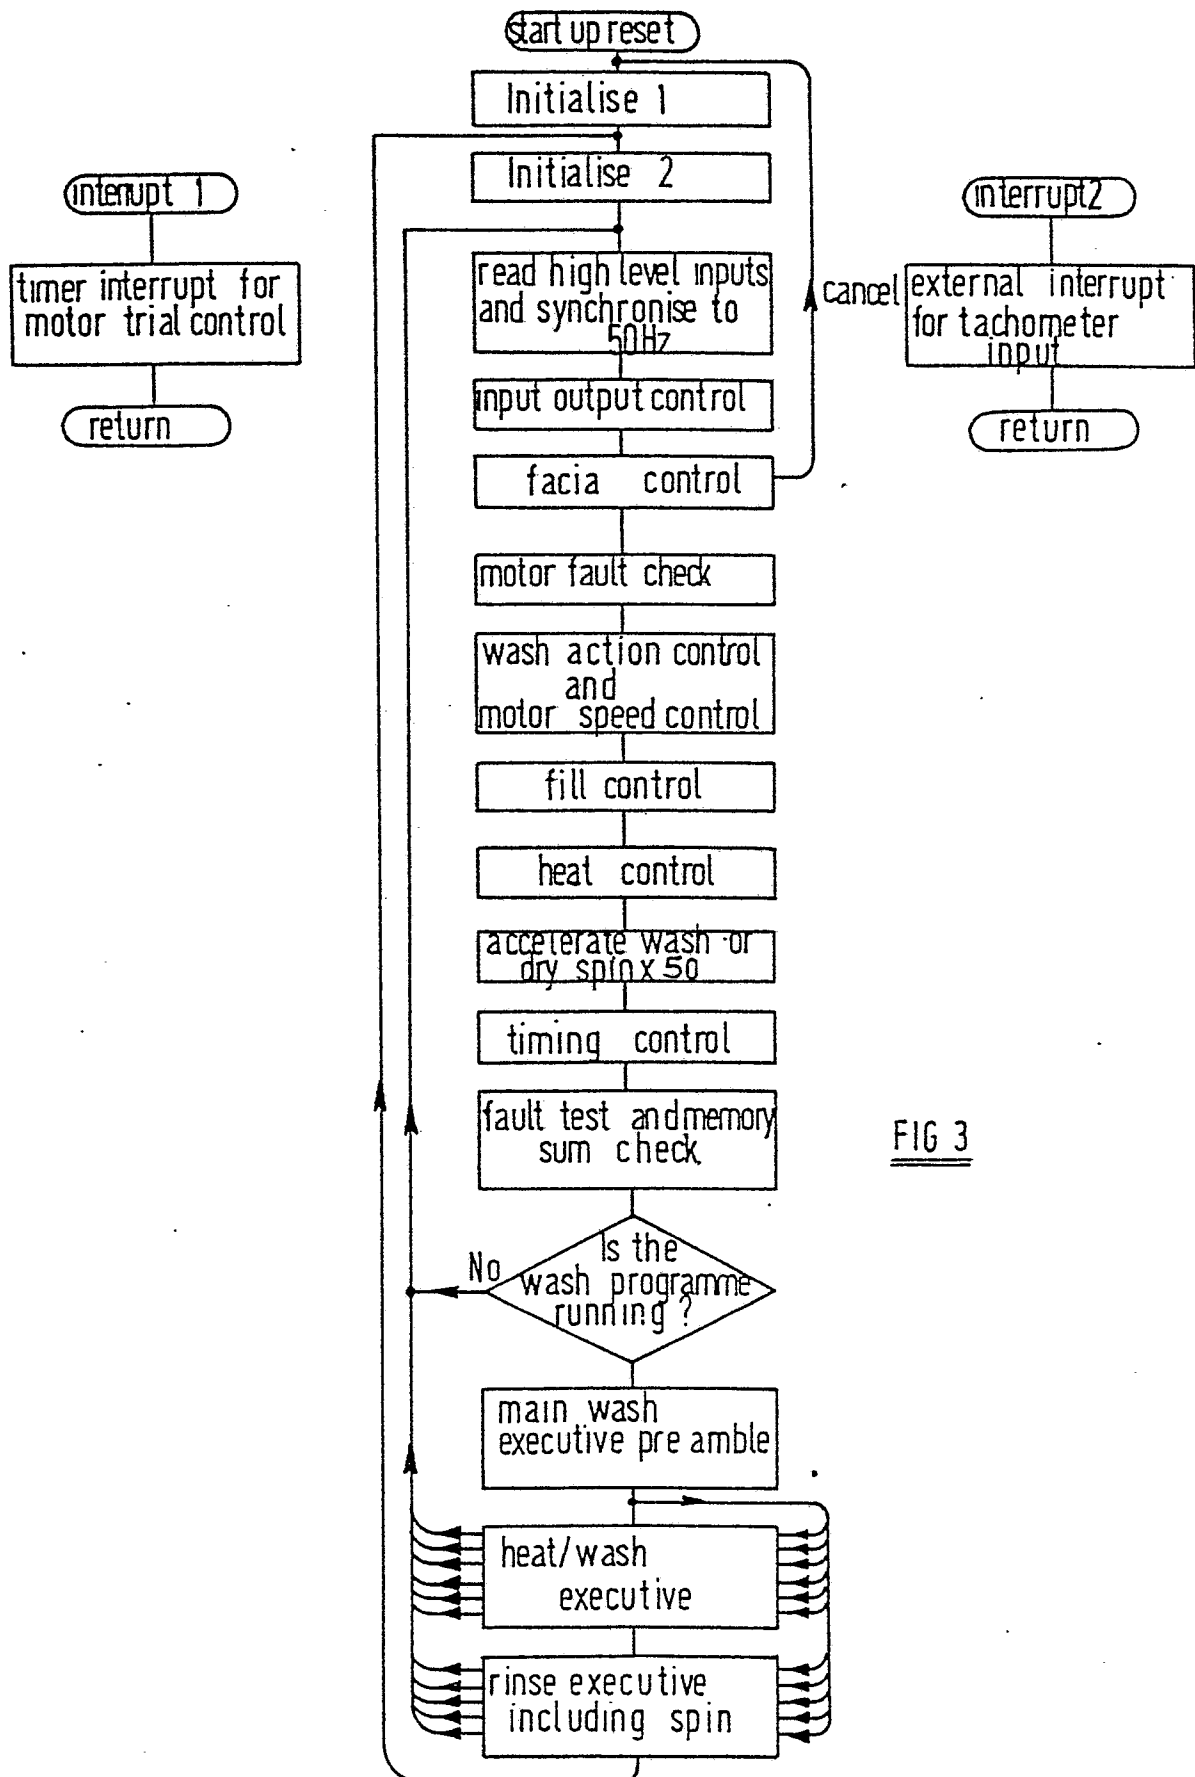 start up reset
Initialise 1
Initialise 2
interrupt 1
timer interrupt for
motor trial control
return
interrupt2
external interrupt
for tachometer
input
return
cancel
read high level inputs
and synchronise to
50Hz
input output control
facia control
motor fault check
wash action control
and
motor speed control
fill control
heat control
accelerate wash or
dry spin x 50
timing control
fault test and memory
sum check.
FIG 3
Is the
wash programme
running ?
No
main wash
executive pre amble
heat/wash
executive
rinse executive
including spin